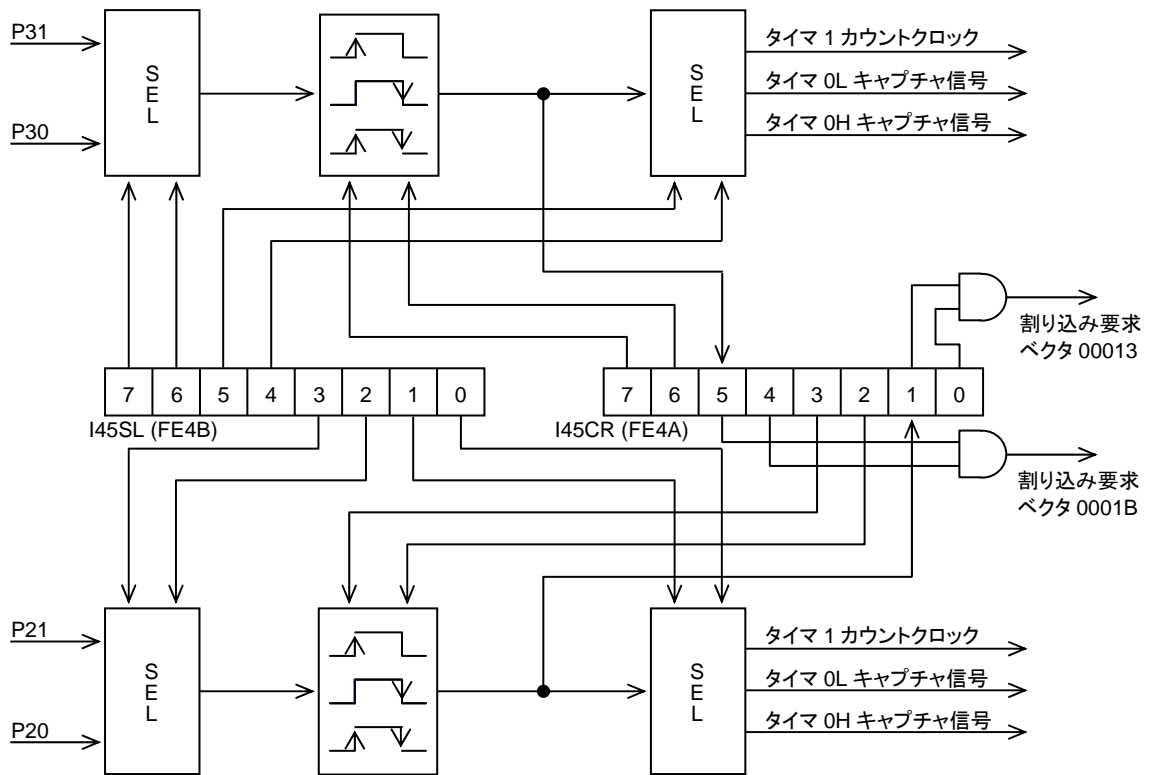 P31
P30
SEL
SEL
タイマ 1 カウントクロック
タイマ 0L キャプチャ信号
タイマ 0H キャプチャ信号
割り込み要求
ベクタ 00013
7 6 5 4 3 2 1 0
I45SL (FE4B)
7 6 5 4 3 2 1 0
I45CR (FE4A)
割り込み要求
ベクタ 0001B
P21
P20
SEL
SEL
タイマ 1 カウントクロック
タイマ 0L キャプチャ信号
タイマ 0H キャプチャ信号